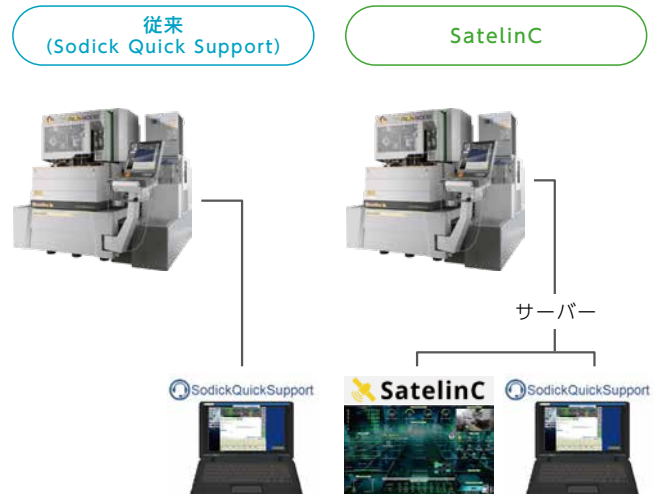 従来
(Sodick Quick Support)
SatelinC
サーバー
SodickQuickSupport
SatelinC
SodickQuickSupport